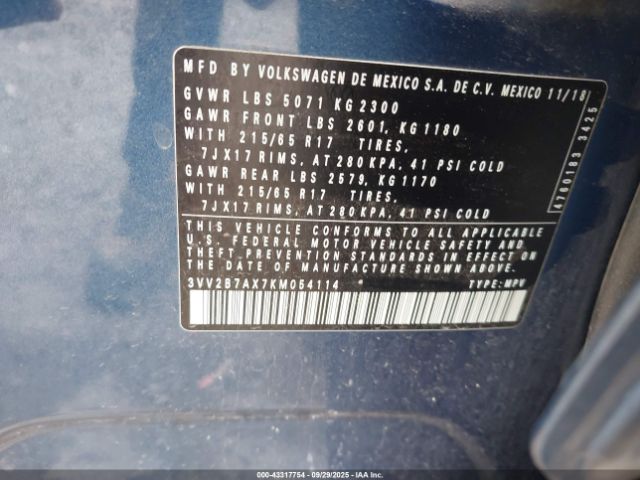 MFD BY VOLKSWAGEN DE MEXICO S.A. DE C.V. MEXICO 11/18
GVWR LBS 5071 KG 2300
GAWR FRONT LBS 2601, KG 1180
WITH 215/65 R17 TIRES,
7JX17 RIMS, AT 280 KPA, 41 PSI COLD
GAWR REAR LBS 2579, KG 1170
WITH 215/65 R17 TIRES,
7JX17 RIMS, AT 280 KPA, 41 PSI COLD
THIS VEHICLE CONFORMS TO ALL APPLICABLE
U.S. FEDERAL MOTOR VEHICLE SAFETY AND
THEFT PREVENTION STANDARDS IN EFFECT ON
THE DATE OF MANUFACTURE SHOWN ABOVE.
3VV2B7AX7KM054114 TYPE: MPV
4760183 3425
000-43317754 - 09/29/2025 - IAA Inc.